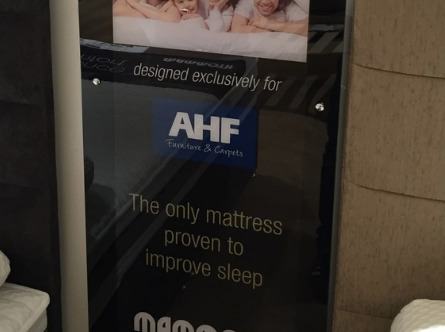 designed exclusively for
AHF
Furniture & Carpets
The only mattress
proven to
improve sleep